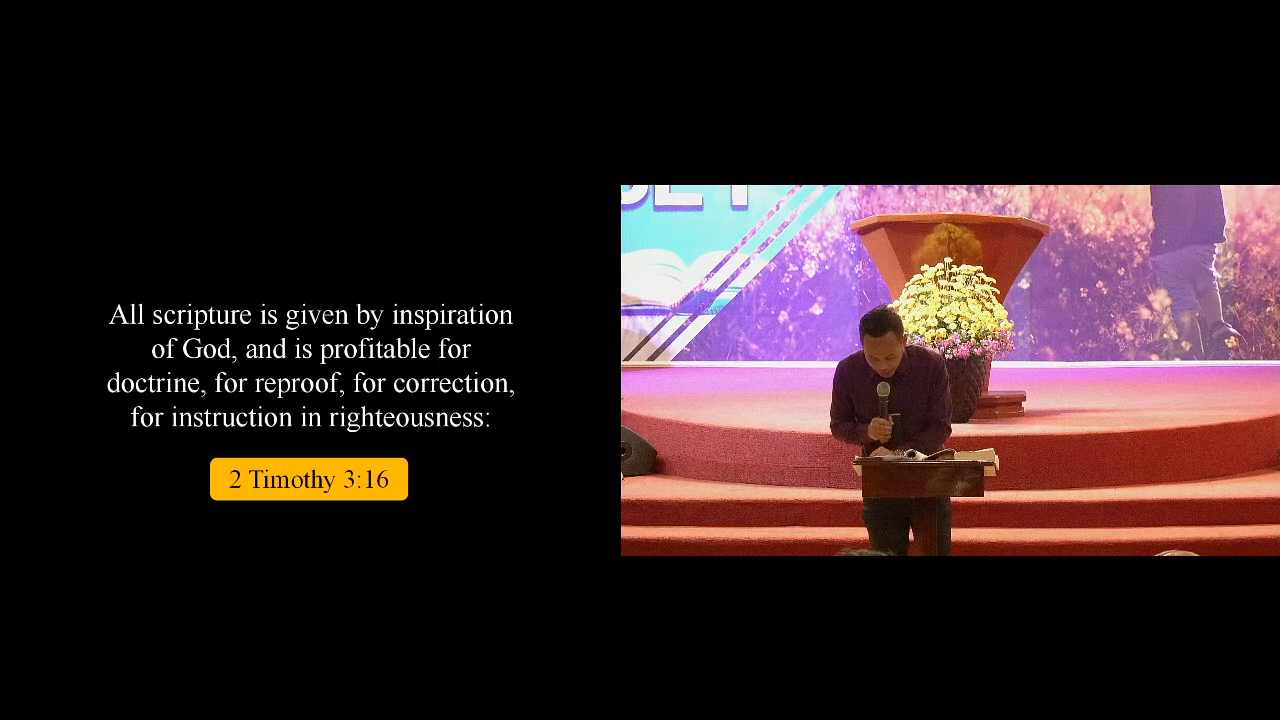 All scripture is given by inspiration
of God, and is profitable for
doctrine, for reproof, for correction,
for instruction in righteousness:
2 Timothy 3:16